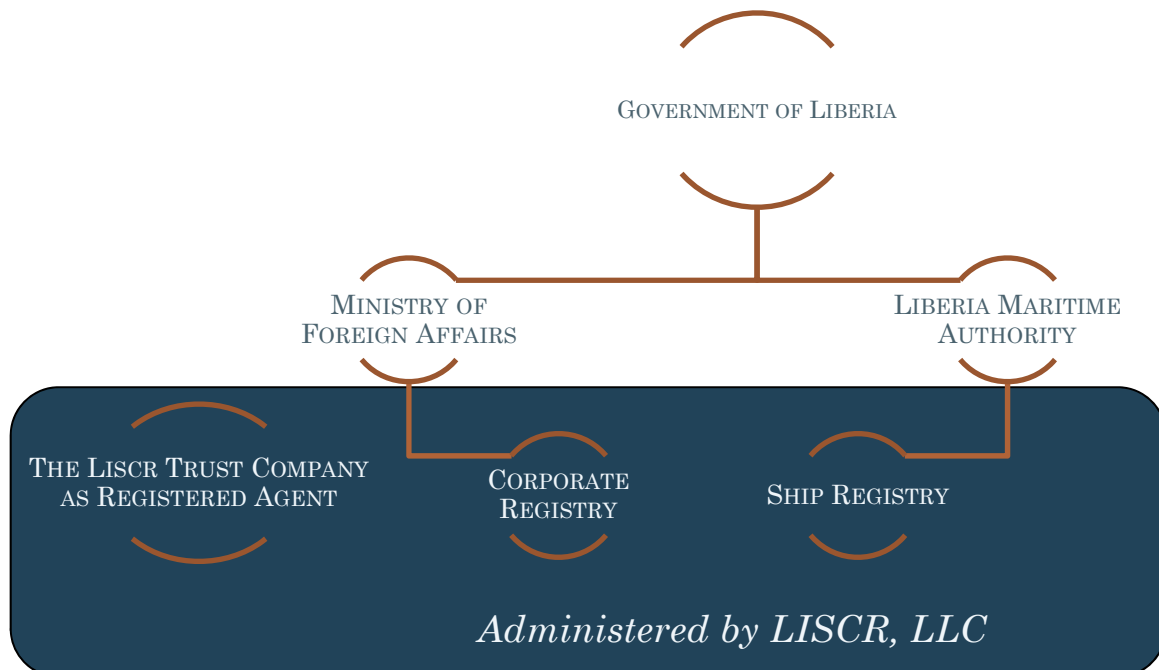 Government of Liberia
Ministry of
Foreign Affairs
Liberia Maritime
Authority
The Liscr Trust Company
as Registered Agent
Corporate
Registry
Ship Registry
Administered by LISCR, LLC